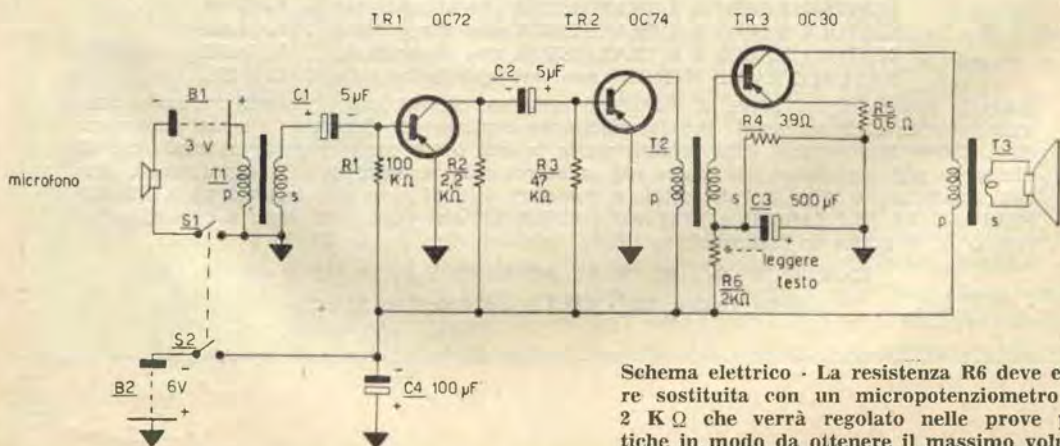 TR1 OC72
TR2 OC74
TR3 OC30
B1
- +
3 V
C1
+ 5µF -
C2
- 5µF +
R4 39Ω
R5
0,6 Ω
microfono
T1
p s
R1
100
KΩ
R2
2,2
KΩ
R3
47
KΩ
T2
p s
C3 500 µF
+
T3
p s
S1
leggere
testo
R6
2KΩ
S2
-
B2 6V
+
-
C4 100 µF
+
Schema elettrico - La resistenza R6 deve e
re sostituita con un micropotenziometro
2 K Ω che verrà regolato nelle prove
tiche in modo da ottenere il massimo